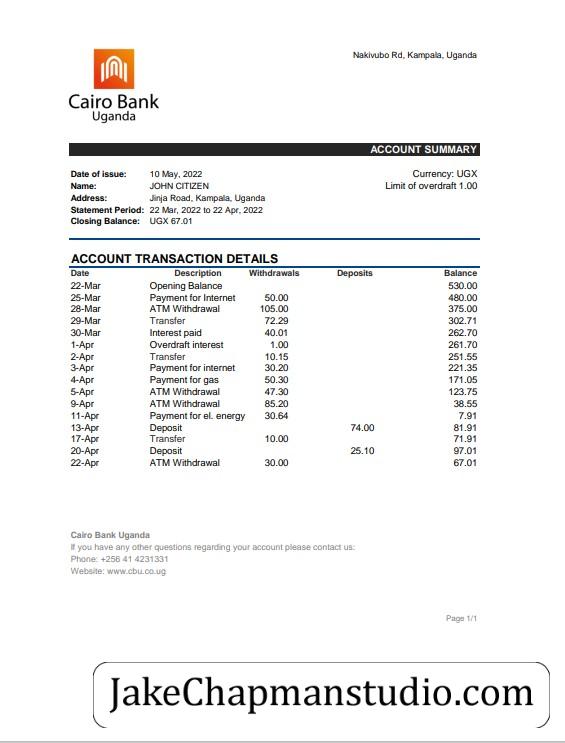 Nakivubo Rd, Kampala, Uganda
Cairo Bank
Uganda
ACCOUNT SUMMARY
Date of issue: 10 May, 2022
Currency: UGX
Name: JOHN CITIZEN
Limit of overdraft 1.00
Address: Jinja Road, Kampala, Uganda
Statement Period: 22 Mar, 2022 to 22 Apr, 2022
Closing Balance: UGX 67.01
ACCOUNT TRANSACTION DETAILS
Date Description Withdrawals Deposits Balance
22-Mar Opening Balance 530.00
25-Mar Payment for Internet 50.00 480.00
28-Mar ATM Withdrawal 105.00 375.00
29-Mar Transfer 72.29 302.71
30-Mar Interest paid 40.01 262.70
1-Apr Overdraft interest 1.00 261.70
2-Apr Transfer 10.15 251.55
3-Apr Payment for internet 30.20 221.35
4-Apr Payment for gas 50.30 171.05
5-Apr ATM Withdrawal 47.30 123.75
9-Apr ATM Withdrawal 85.20 38.55
11-Apr Payment for el. energy 30.64 7.91
13-Apr Deposit 74.00 81.91
17-Apr Transfer 10.00 71.91
20-Apr Deposit 25.10 97.01
22-Apr ATM Withdrawal 30.00 67.01
Cairo Bank Uganda
If you have any other questions regarding your account please contact us:
Phone: +256 41 4231331
Website: www.cbu.co.ug
Page 1/1
JakeChapmanstudio.com